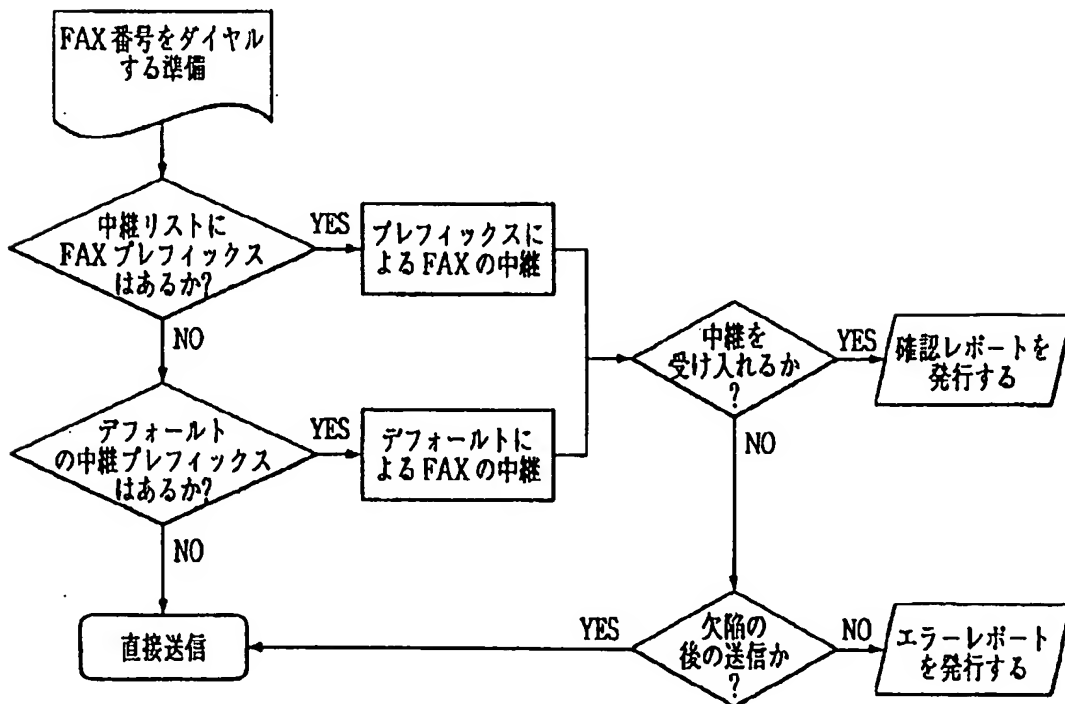 FAX番号をダイヤル
する準備
中継リストに
FAXプレフィックス
はあるか?
YES
プレフィックスに
よるFAXの中継
NO
中継を
受け入れるか
?
YES
確認レポートを
発行する
デフォールト
の中継プレフィックス
はあるか?
YES
デフォールトに
よるFAXの中継
NO
NO
直接送信
YES
欠陥の
後の送信か
?
NO
エラーレポート
を発行する